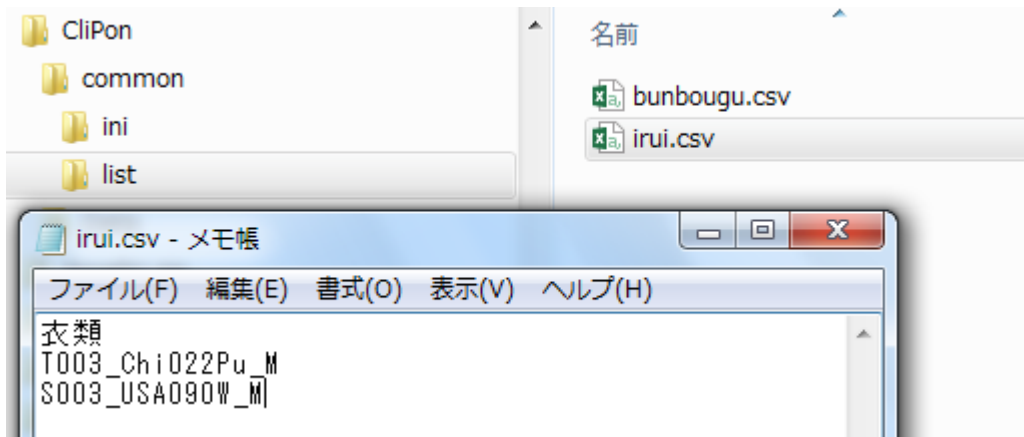 CliPon
common
ini
list
名前
bunbougu.csv
irui.csv
irui.csv - メモ帳
ファイル(F) 編集(E) 書式(O) 表示(V) ヘルプ(H)
衣類
T003_Chi022Pu_M
S003_USA090W_M